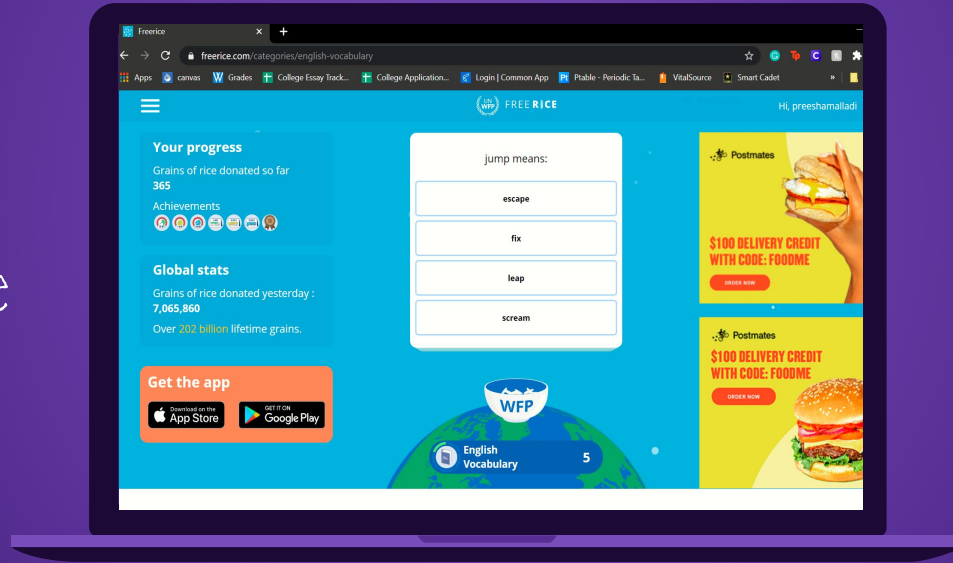 Freerice
freerice.com/categories/english-vocabulary
Apps canvas Grades College Essay Track... College Application... Login | Common App Ptable - Periodic Ta... VitalSource Smart Cadet »
WFP FREERICE
Hi, preeshamalladi
Your progress
Grains of rice donated so far
365
Achievements
Global stats
Grains of rice donated yesterday :
7,065,860
Over 202 billion lifetime grains.
Get the app
Download on the
App Store
GET IT ON
Google Play
jump means:
escape
fix
leap
scream
WFP
English
Vocabulary
5
Postmates
$100 DELIVERY CREDIT
WITH CODE: FOODME
ORDER NOW
Postmates
$100 DELIVERY CREDIT
WITH CODE: FOODME
ORDER NOW